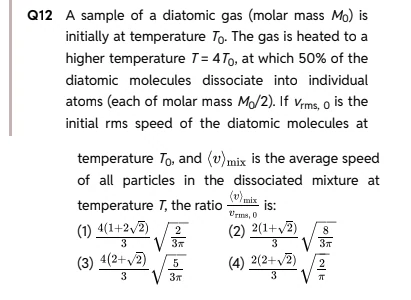 Q12 A sample of a diatomic gas (molar mass M₀) is
initially at temperature T₀. The gas is heated to a
higher temperature T = 4T₀, at which 50% of the
diatomic molecules dissociate into individual
atoms (each of molar mass M₀/2). If v_rms, 0 is the
initial rms speed of the diatomic molecules at
temperature T₀, and ⟨v⟩_mix is the average speed
of all particles in the dissociated mixture at
temperature T, the ratio ⟨v⟩_mix / v_rms, 0 is:
(1) 4(1+2√2)/3 √(2/3π) (2) 2(1+√2)/3 √(8/3π)
(3) 4(2+√2)/3 √(5/3π) (4) 2(2+√2)/3 √(2/π)